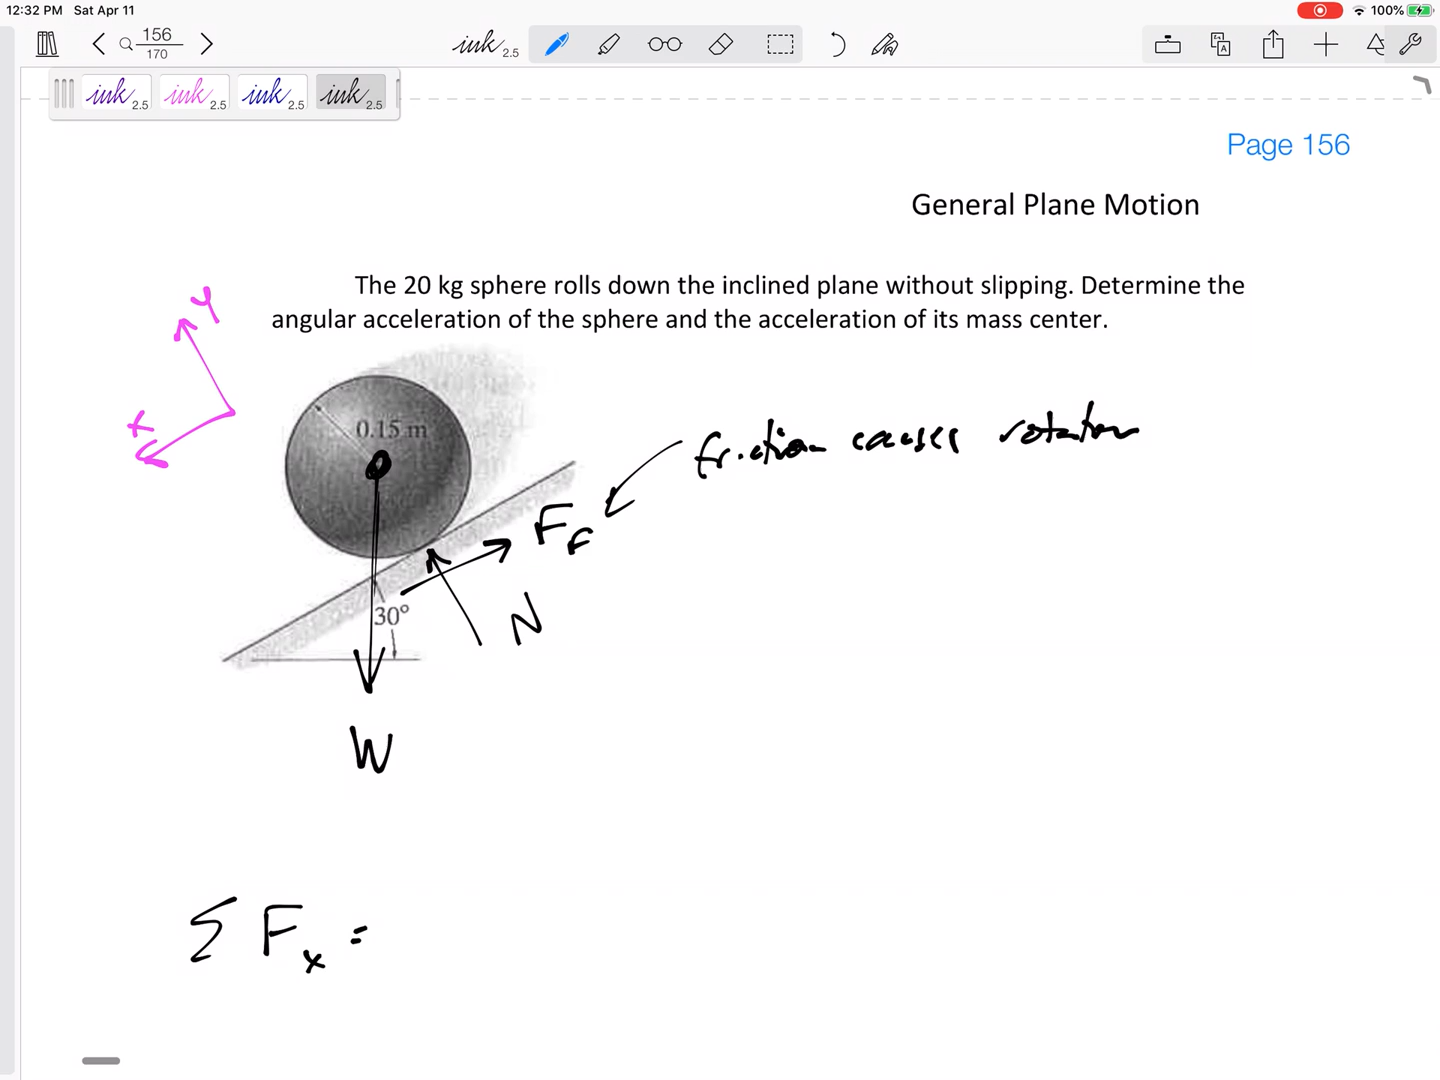 12:32 PM Sat Apr 11
100%
156
170
ink 2.5
ink 2.5 ink 2.5 ink 2.5 ink 2.5
Page 156
General Plane Motion
The 20 kg sphere rolls down the inclined plane without slipping. Determine the
angular acceleration of the sphere and the acceleration of its mass center.
Y
x
0.15 m
friction causes rotation
F_F
30°
N
W
Σ F_x =